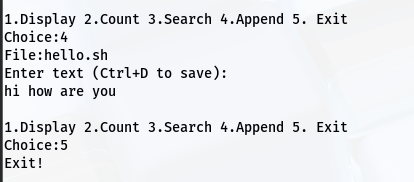 1.Display 2.Count 3.Search 4.Append 5. Exit
Choice:4
File:hello.sh
Enter text (Ctrl+D to save):
hi how are you
1.Display 2.Count 3.Search 4.Append 5. Exit
Choice:5
Exit!